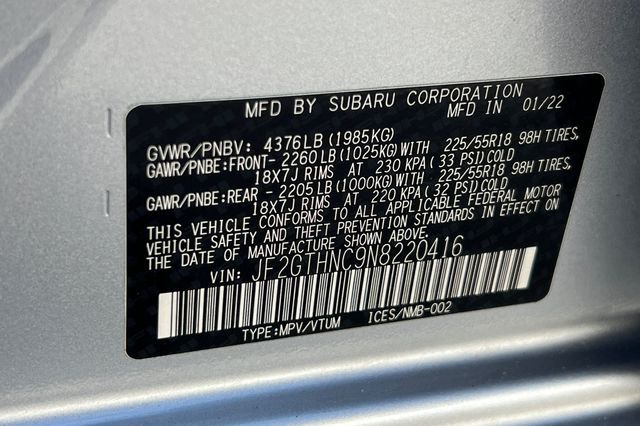 MFD BY SUBARU CORPORATION
MFD IN 01/22
GVWR/PNBV: 4376LB (1985KG)
GAWR/PNBE:FRONT- 2260LB (1025KG)WITH 225/55R18 98H TIRES,
18X7J RIMS AT 230 KPA( 33 PSI)COLD
GAWR/PNBE:REAR - 2205LB (1000KG)WITH 225/55R18 98H TIRES,
18X7J RIMS AT 220 KPA( 32 PSI)COLD
THIS VEHICLE CONFORMS TO ALL APPLICABLE FEDERAL MOTOR
VEHICLE SAFETY AND THEFT PREVENTION STANDARDS IN EFFECT ON
THE DATE OF MANUFACTURE SHOWN ABOVE.
VIN: JF2GTHNC9N8220416
TYPE:MPV/VTUM ICES/NMB-002